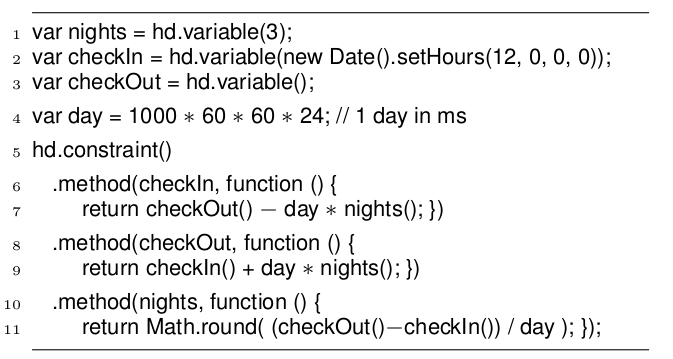 1 var nights = hd.variable(3);
2 var checkIn = hd.variable(new Date().setHours(12, 0, 0, 0));
3 var checkOut = hd.variable();
4 var day = 1000 ∗ 60 ∗ 60 ∗ 24; // 1 day in ms
5 hd.constraint()
6 .method(checkIn, function () {
7 return checkOut() − day ∗ nights(); })
8 .method(checkOut, function () {
9 return checkIn() + day ∗ nights(); })
10 .method(nights, function () {
11 return Math.round( (checkOut()−checkIn()) / day ); });